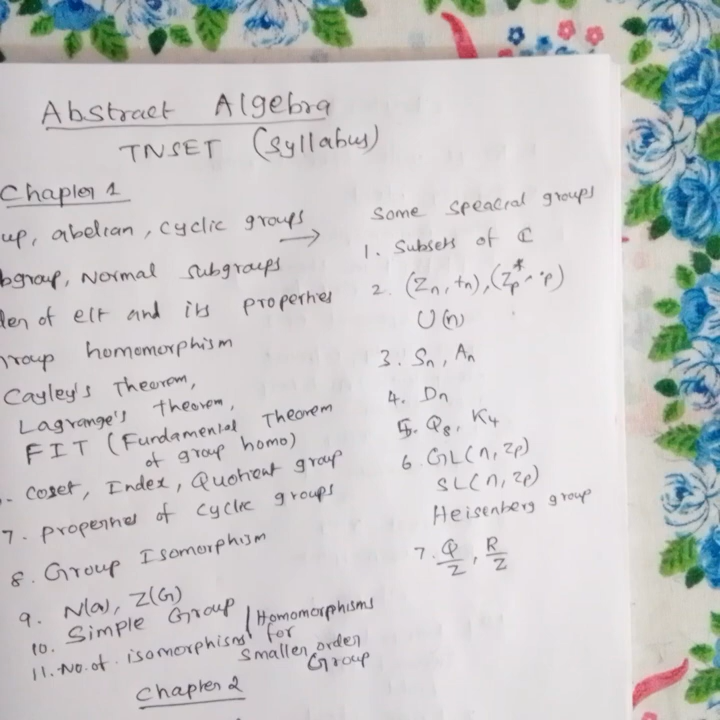 Abstract Algebra
TNSET (Syllabus)
Chapter 1
up, abelian, cyclic groups →
bgroup, Normal subgroups
der of elt and its properties
roup homomorphism
Cayley's Theorem,
Lagrange's theorem,
FIT (Fundamental Theorem
of group homo)
. Coset, Index, Quotient group
7. properties of cyclic groups
8. Group Isomorphism
9. N(a), Z(G)
10. Simple Group
11. No. of isomorphisms / Homomorphisms
for
Smaller order
Group
Chapter 2
Some speacial groups
1. Subsets of ℂ
2. (Zn, +n), (Zp*, ·p)
U(n)
3. Sn, An
4. Dn
5. Q8, K4
6. GL(n, Zp)
SL(n, Zp)
Heisenberg group
7. Q/Z, R/Z